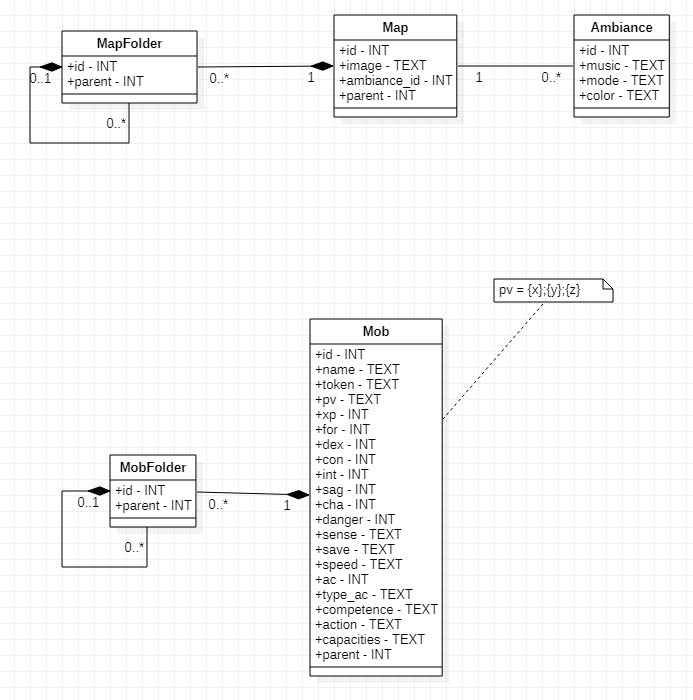 MapFolder
+id - INT
+parent - INT
0..1
0..*
0..*
1
Map
+id - INT
+image - TEXT
+ambiance_id - INT
+parent - INT
1
0..*
Ambiance
+id - INT
+music - TEXT
+mode - TEXT
+color - TEXT
pv = {x};{y};{z}
Mob
+id - INT
+name - TEXT
+token - TEXT
+pv - TEXT
+xp - INT
+for - INT
+dex - INT
+con - INT
+int - INT
+sag - INT
+cha - INT
+danger - INT
+sense - TEXT
+save - TEXT
+speed - TEXT
+ac - INT
+type_ac - TEXT
+competence - TEXT
+action - TEXT
+capacities - TEXT
+parent - INT
MobFolder
+id - INT
+parent - INT
0..1
0..*
0..*
1